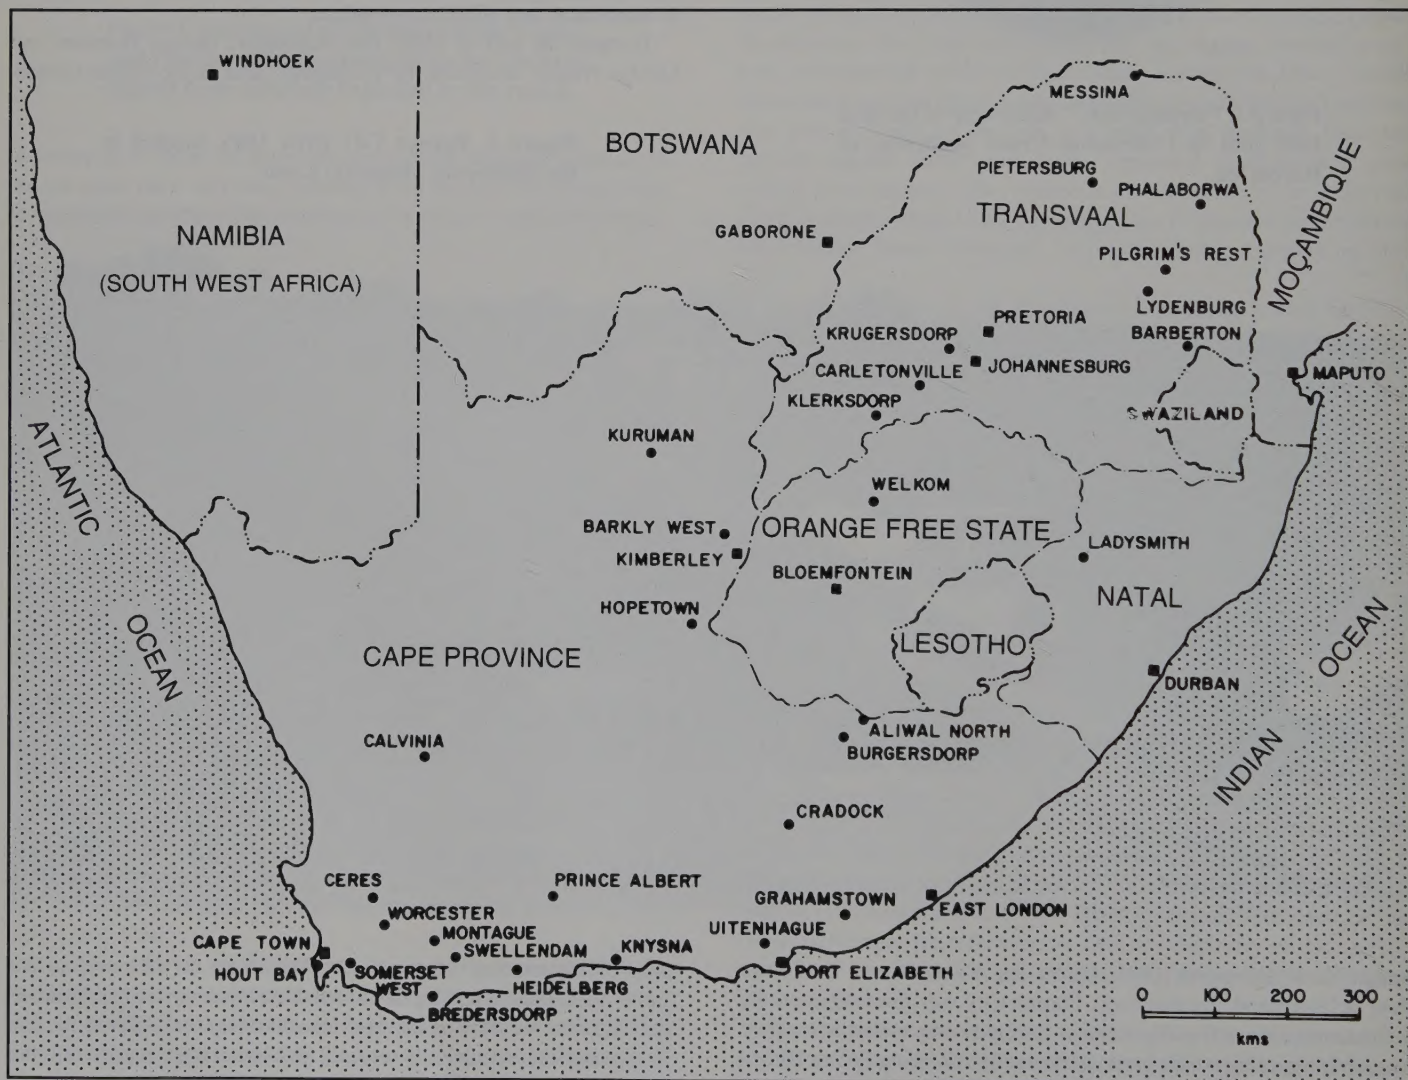 WINDHOEK
MESSINA
BOTSWANA
PIETERSBURG
PHALABORWA
TRANSVAAL
MOÇAMBIQUE
GABORONE
NAMIBIA
(SOUTH WEST AFRICA)
PILGRIM'S REST
LYDENBURG
PRETORIA
BARBERTON
KRUGERSDORP
JOHANNESBURG
CARLETONVILLE
MAPUTO
KLERKSDORP
SWAZILAND
KURUMAN
ATLANTIC
OCEAN
WELKOM
BARKLY WEST
ORANGE FREE STATE
LADYSMITH
KIMBERLEY
BLOEMFONTEIN
NATAL
HOPETOWN
LESOTHO
CAPE PROVINCE
DURBAN
INDIAN
OCEAN
ALIWAL NORTH
CALVINIA
BURGERSDORP
CRADOCK
CERES
PRINCE ALBERT
GRAHAMSTOWN
EAST LONDON
WORCESTER
MONTAGUE
UITENHAGUE
CAPE TOWN
SWELLENDAM
KNYSNA
HOUT BAY
SOMERSET
WEST
PORT ELIZABETH
HEIDELBERG
BREDERSDORP
0 100 200 300
kms